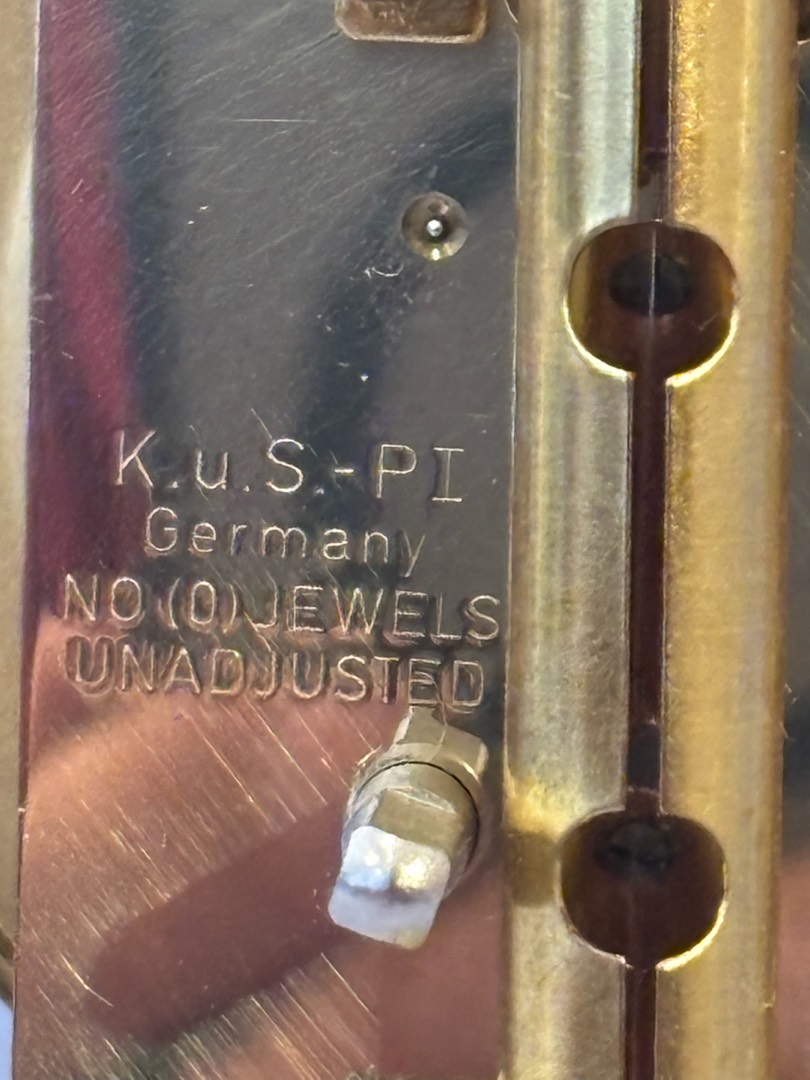 K.u.S.-PI
Germany
NO (0) JEWELS
UNADJUSTED